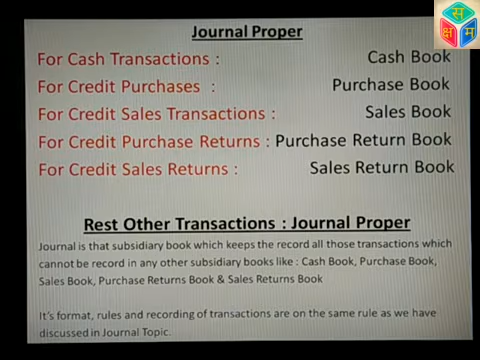 स
क्ष म
Journal Proper
For Cash Transactions : Cash Book
For Credit Purchases : Purchase Book
For Credit Sales Transactions : Sales Book
For Credit Purchase Returns : Purchase Return Book
For Credit Sales Returns : Sales Return Book
Rest Other Transactions : Journal Proper
Journal is that subsidiary book which keeps the record all those transactions which
cannot be record in any other subsidiary books like : Cash Book, Purchase Book,
Sales Book, Purchase Returns Book & Sales Returns Book
It's format, rules and recording of transactions are on the same rule as we have
discussed in Journal Topic.